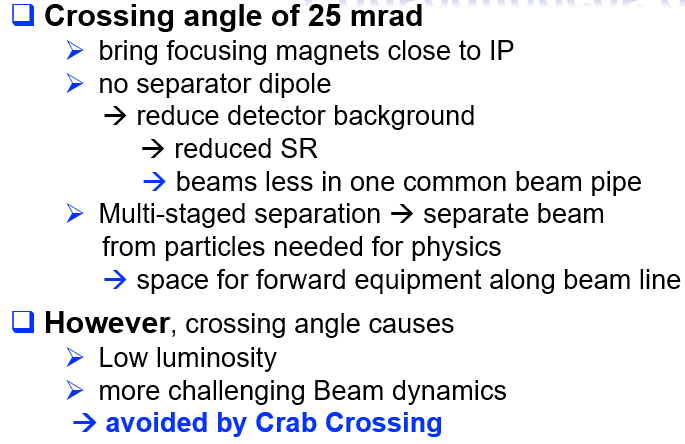 ❑ Crossing angle of 25 mrad
➢ bring focusing magnets close to IP
➢ no separator dipole
→ reduce detector background
→ reduced SR
→ beams less in one common beam pipe
➢ Multi-staged separation → separate beam
from particles needed for physics
→ space for forward equipment along beam line
❑ However, crossing angle causes
➢ Low luminosity
➢ more challenging Beam dynamics
→ avoided by Crab Crossing